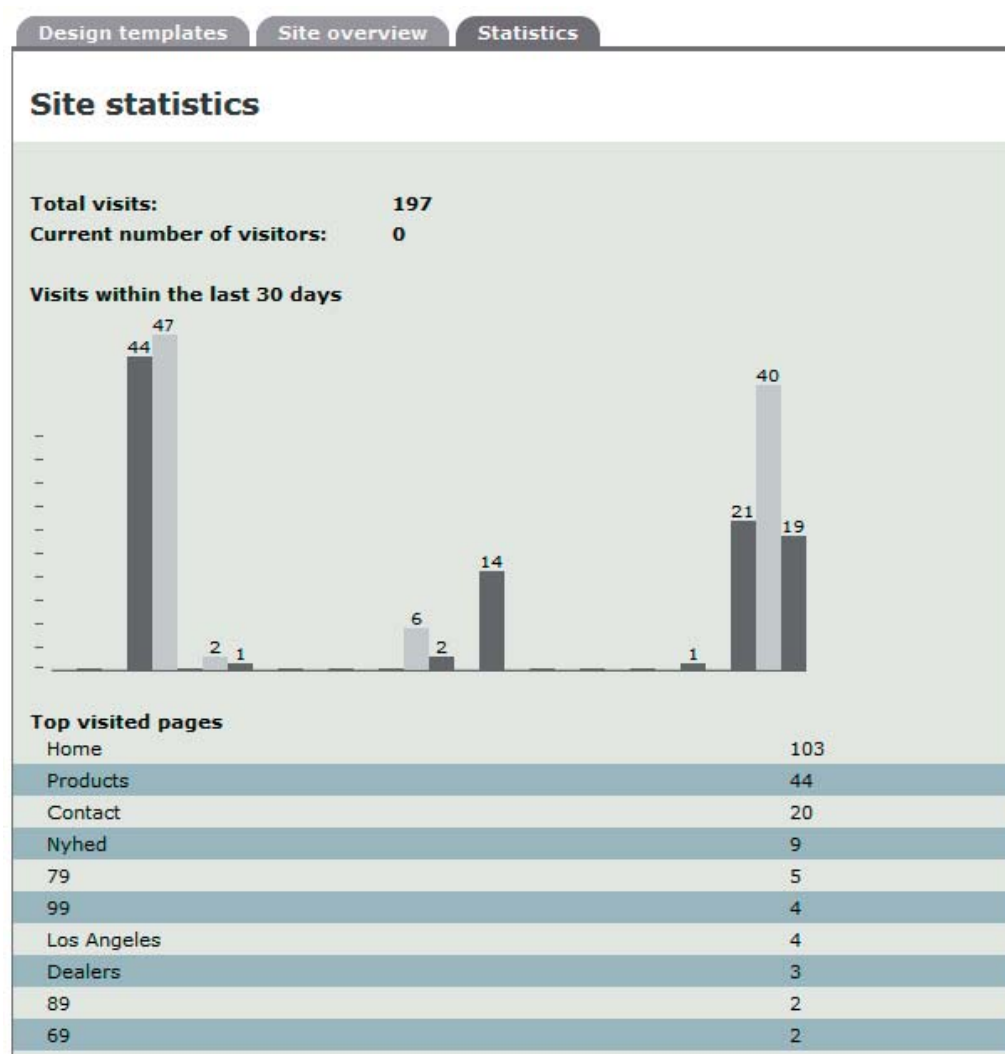 Design templates Site overview Statistics
Site statistics
Total visits: 197
Current number of visitors: 0
Visits within the last 30 days
44 47 2 1 6 2 14 1 21 40 19
Top visited pages
Home 103
Products 44
Contact 20
Nyhed 9
79 5
99 4
Los Angeles 4
Dealers 3
89 2
69 2